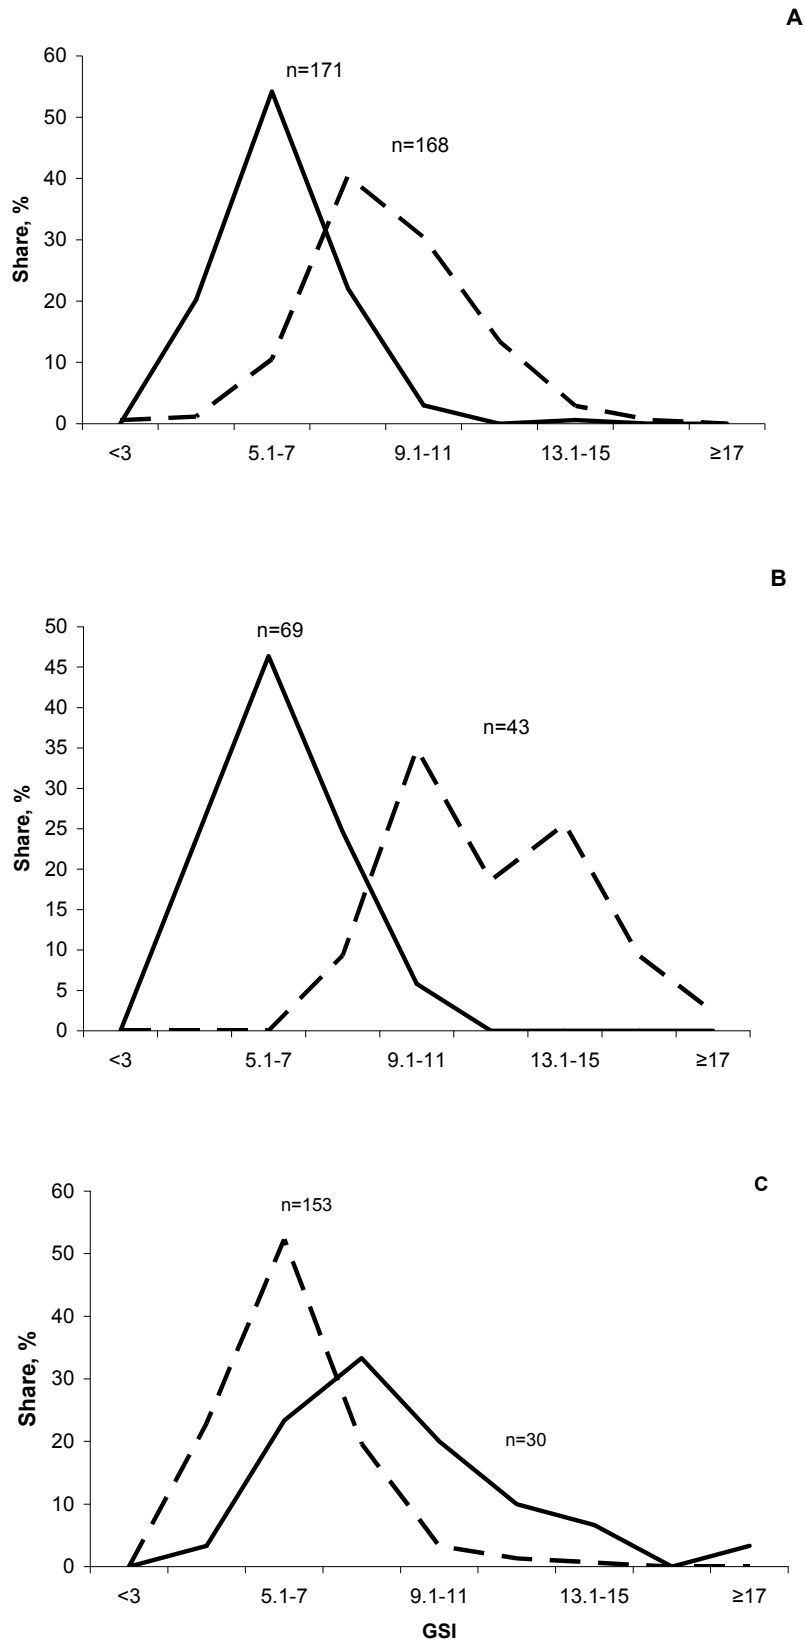 A
60
n=171
50
n=168
40
30
20
10
0
Share, %
<3 5.1-7 9.1-11 13.1-15 ≥17
B
50
n=69
45
40
n=43
35
30
25
20
15
10
5
0
Share, %
<3 5.1-7 9.1-11 13.1-15 ≥17
C
60
n=153
50
40
30
20
n=30
10
0
Share, %
<3 5.1-7 9.1-11 13.1-15 ≥17
GSI